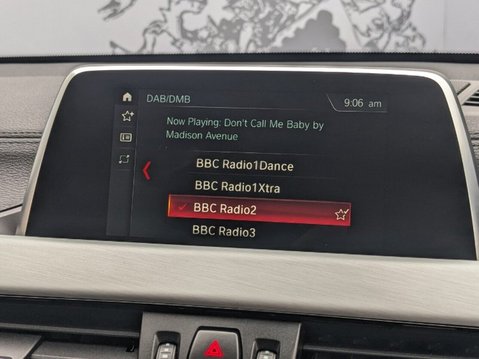 DAB/DMB
9:06 am
Now Playing: Don't Call Me Baby by
Madison Avenue
BBC Radio1Dance
BBC Radio1Xtra
BBC Radio2
BBC Radio3